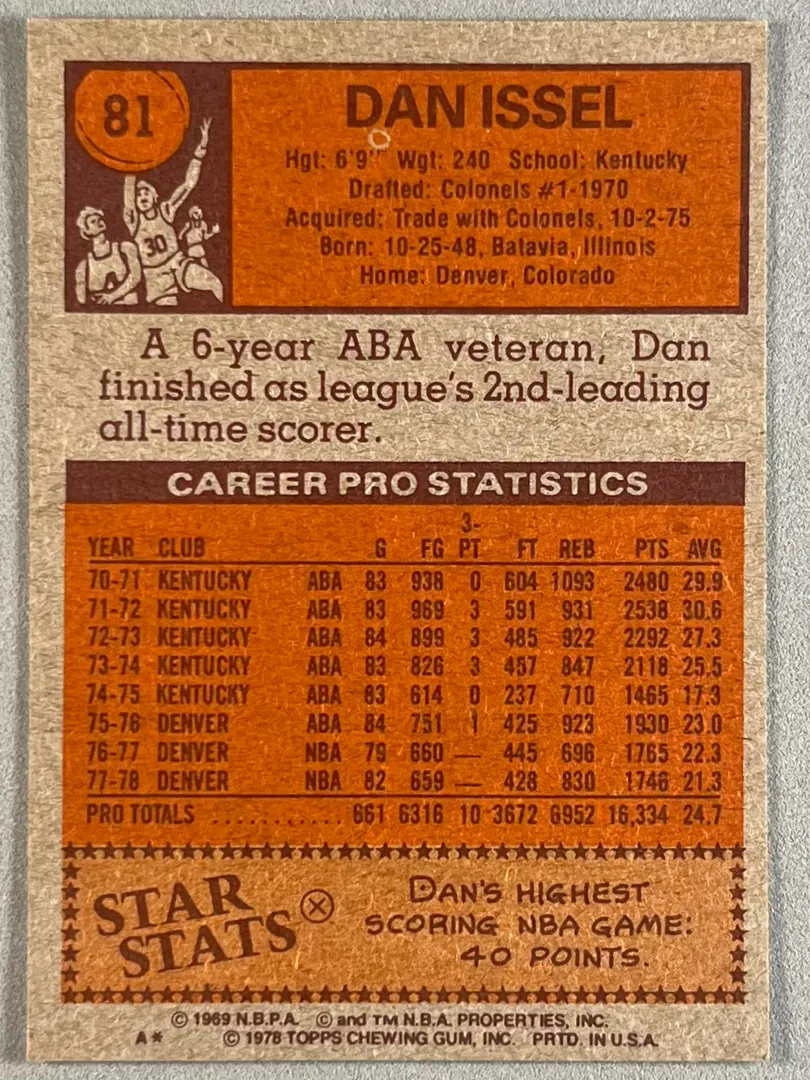 81
30
DAN ISSEL
Hgt: 6'9" Wgt: 240 School: Kentucky
Drafted: Colonels #1-1970
Acquired: Trade with Colonels, 10-2-75
Born: 10-25-48, Batavia, Illinois
Home: Denver, Colorado
A 6-year ABA veteran, Dan
finished as league's 2nd-leading
all-time scorer.
CAREER PRO STATISTICS
3-
YEAR CLUB G FG PT FT REB PTS AVG
70-71 KENTUCKY ABA 83 938 0 604 1093 2480 29.9
71-72 KENTUCKY ABA 83 969 3 591 931 2538 30.6
72-73 KENTUCKY ABA 84 899 3 485 922 2292 27.3
73-74 KENTUCKY ABA 83 826 3 457 847 2118 25.5
74-75 KENTUCKY ABA 83 614 0 237 710 1465 17.3
75-76 DENVER ABA 84 751 1 425 923 1930 23.0
76-77 DENVER NBA 79 660 — 445 696 1765 22.3
77-78 DENVER NBA 82 659 — 428 830 1746 21.3
PRO TOTALS ............ 661 6316 10 3672 6952 16,334 24.7
STAR
STATS
DAN'S HIGHEST
SCORING NBA GAME:
40 POINTS.
© 1969 N.B.P.A. © and TM N.B.A. PROPERTIES, INC.
A* © 1978 TOPPS CHEWING GUM, INC. PRTD. IN U.S.A.